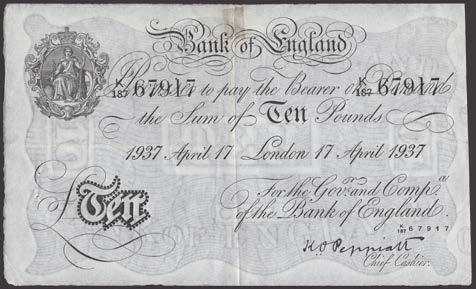 Bank of England
K/187 67917 K/187 67917
Promise to pay the Bearer on Demand
the Sum of Ten Pounds
1937 April 17 London 17 April 1937
For the Govr. and Compa.
of the Bank of England.
K/187 67917
£Ten
K.O. Peppiatt
Chief Cashier.